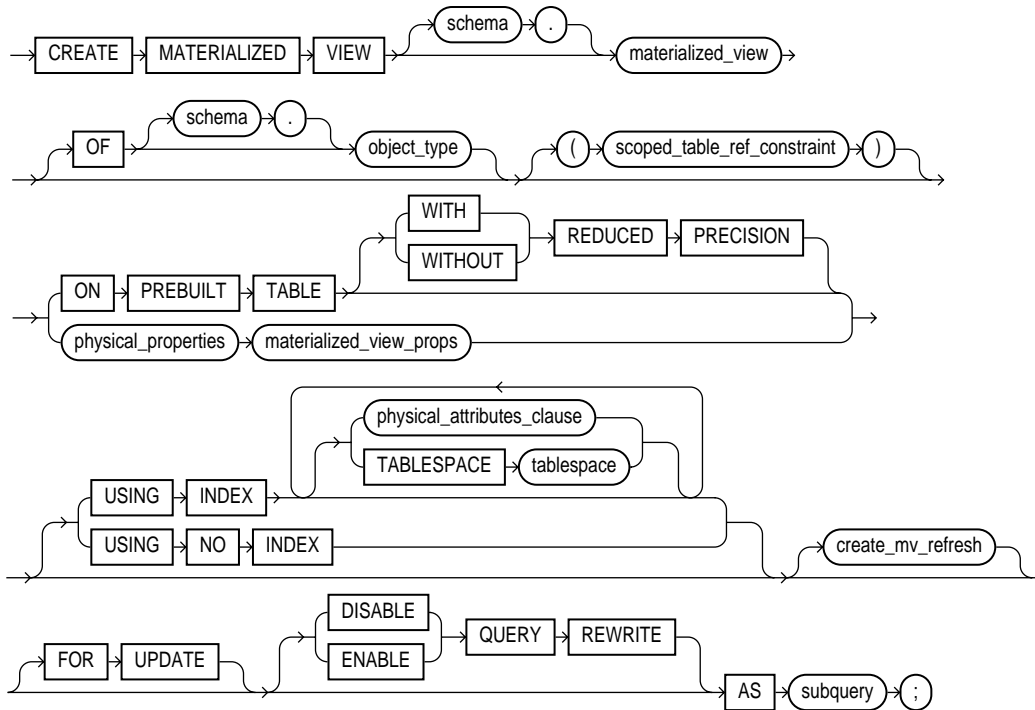 schema .
CREATE MATERIALIZED VIEW materialized_view
schema .
OF object_type ( scoped_table_ref_constraint )
WITH
REDUCED PRECISION
WITHOUT
ON PREBUILT TABLE
physical_properties materialized_view_props
physical_attributes_clause
TABLESPACE tablespace
USING INDEX
USING NO INDEX
create_mv_refresh
DISABLE
QUERY REWRITE
FOR UPDATE ENABLE
AS subquery ;